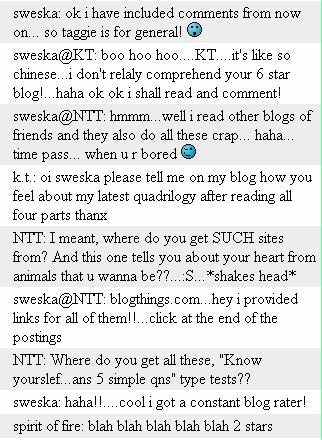 sweska: ok i have included comments from now
on... so taggie is for general!
sweska@KT: boo hoo hoo....KT....it's like so
chinese...i don't relaly comprehend your 6 star
blog!...haha ok ok i shall read and comment!
sweska@NTT: hmmm...well i read other blogs of
friends and they also do all these crap... haha...
time pass... when u r bored
k.t.: oi sweska please tell me on my blog how you
feel about my latest quadrilogy after reading all
four parts thanx
NTT: I meant, where do you get SUCH sites
from? And this one tells you about your heart from
animals that u wanna be??...:S...*shakes head*
sweska@NTT: blogthings.com...hey i provided
links for all of them!!...click at the end of the
postings
NTT: Where do you get all these, "Know
yourslef...ans 5 simple qns" type tests??
sweska: haha!!....cool i got a constant blog rater!
spirit of fire: blah blah blah blah blah 2 stars